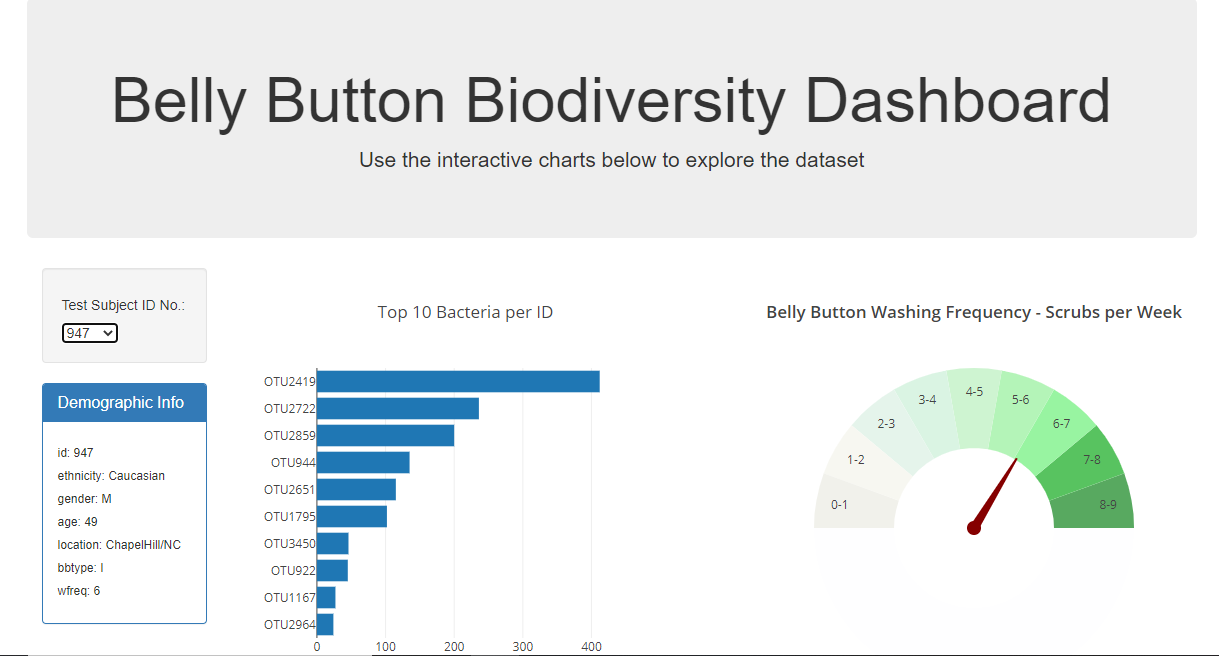 Belly Button Biodiversity Dashboard
Use the interactive charts below to explore the dataset
Test Subject ID No.:
947
Demographic Info
id: 947
ethnicity: Caucasian
gender: M
age: 49
location: ChapelHill/NC
bbtype: I
wfreq: 6
Top 10 Bacteria per ID
OTU2419
OTU2722
OTU2859
OTU944
OTU2651
OTU1795
OTU3450
OTU922
OTU1167
OTU2964
0 100 200 300 400
Belly Button Washing Frequency - Scrubs per Week
0-1
1-2
2-3
3-4
4-5
5-6
6-7
7-8
8-9